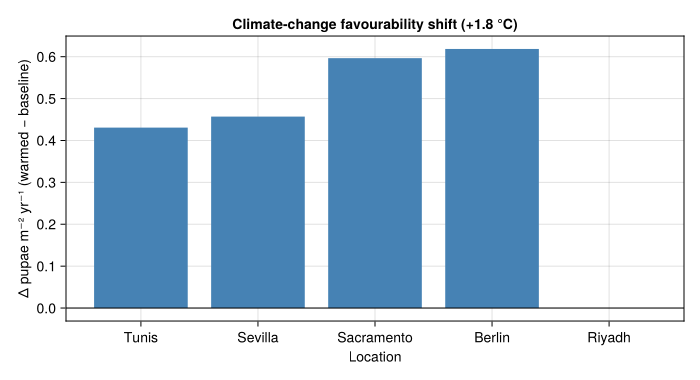 Climate-change favourability shift (+1.8 °C)
Δ pupae m⁻² yr⁻¹ (warmed − baseline)
0.6
0.5
0.4
0.3
0.2
0.1
0.0
Tunis Sevilla Sacramento Berlin Riyadh
Location